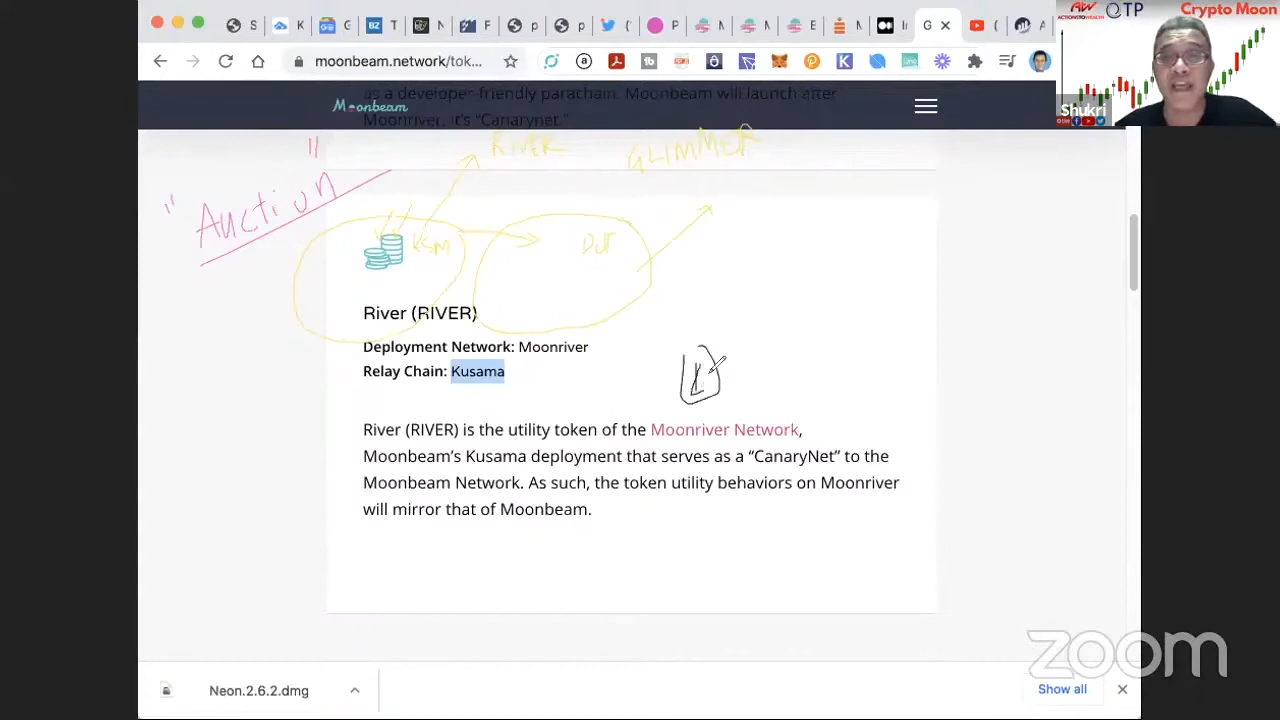 S
K
G
BZ T
N
F
p
p
(
P
M
M
E
M
I
G
(
A
AW
ACTIONSTOWEALTH
OTP
Crypto Moon
moonbeam.network/tok...
Shukri
Moonbeam
as a developer-friendly parachain. Moonbeam will launch after
Moonriver, it's “Canarynet.”
RIVER
GLIMMER
" Auction "
KSM
DOT
River (RIVER)
Deployment Network: Moonriver
Relay Chain: Kusama
River (RIVER) is the utility token of the Moonriver Network,
Moonbeam’s Kusama deployment that serves as a “CanaryNet” to the
Moonbeam Network. As such, the token utility behaviors on Moonriver
will mirror that of Moonbeam.
zoom
Neon.2.6.2.dmg
Show all